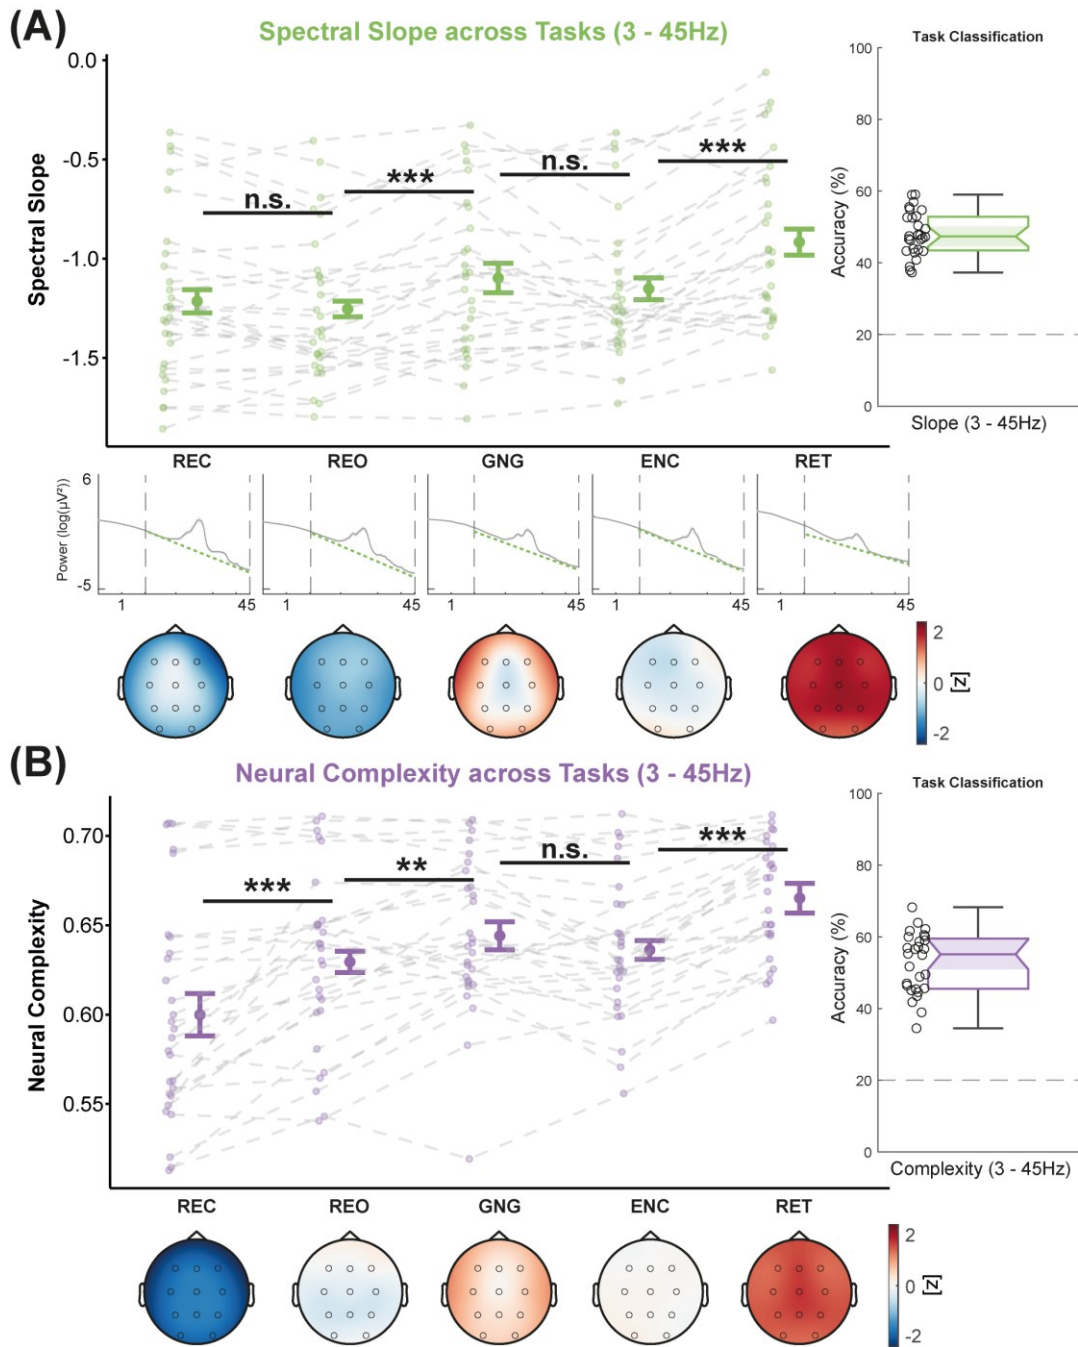 (A)
Spectral Slope across Tasks (3 - 45Hz)
Task Classification
0.0
-0.5
-1.0
-1.5
Spectral Slope
n.s.
***
n.s.
***
100
80
60
40
20
0
Accuracy (%)
Slope (3 - 45Hz)
REC REO GNG ENC RET
6
-5
Power (log(μV²))
1 45 1 45 1 45 1 45 1 45
2
0
-2
[z]
(B)
Neural Complexity across Tasks (3 - 45Hz)
Task Classification
0.70
0.65
0.60
0.55
Neural Complexity
***
**
n.s.
***
100
80
60
40
20
0
Accuracy (%)
Complexity (3 - 45Hz)
REC REO GNG ENC RET
2
0
-2
[z]